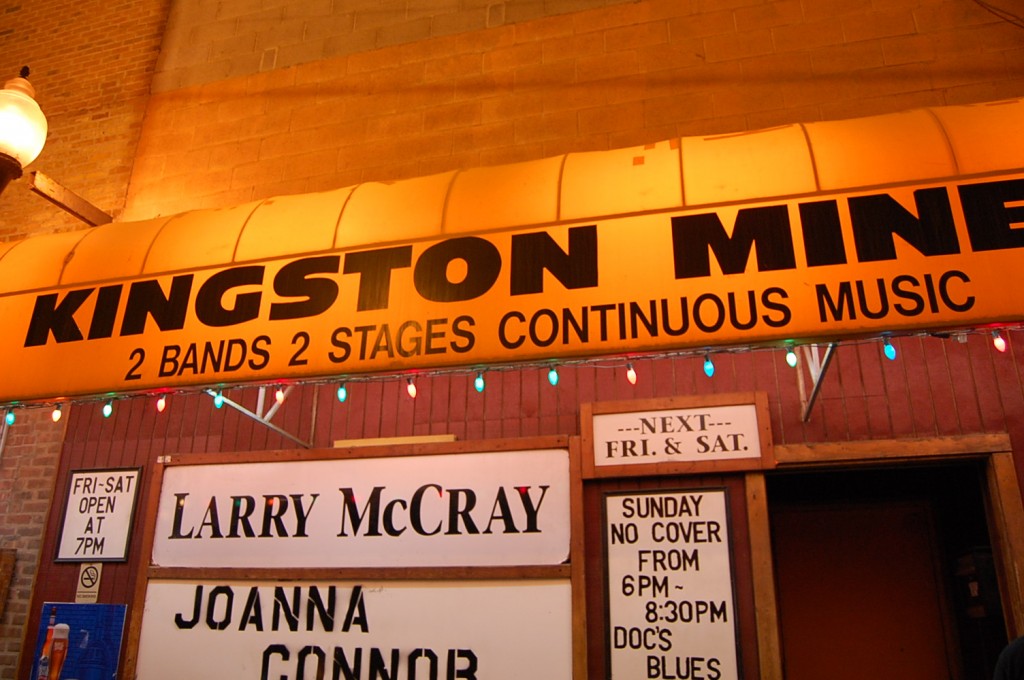 KINGSTON MINE
2 BANDS 2 STAGES CONTINUOUS MUSIC
---NEXT---
FRI. & SAT.
FRI-SAT
OPEN
AT
7PM
LARRY McCRAY
JOANNA
CONNOR
SUNDAY
NO COVER
FROM
6PM~
8:30PM
DOC'S
BLUES